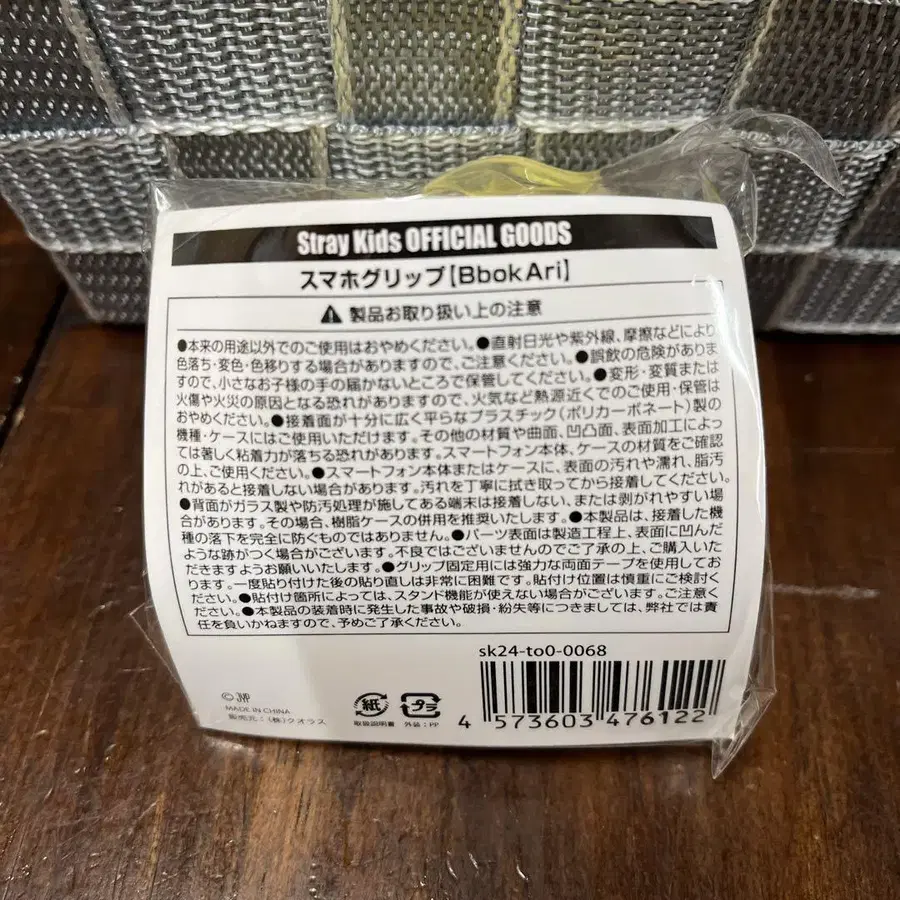 Stray Kids OFFICIAL GOODS
スマホグリップ【BbokAri】
製品お取り扱い上の注意
●本来の用途以外でのご使用はおやめください。●直射日光や紫外線、摩擦などにより
色落ち・変色・色移りする場合がありますので、ご注意ください。●誤飲の危険がありま
すので、小さなお子様の手の届かないところで保管してください。●変形・変質または
火傷や火災の原因となる恐れがありますので、火気など熱源近くでのご使用・保管は
おやめください。●接着面が十分に広く平らなプラスチック（ポリカーボネート）製の
機種・ケースにはご使用いただけます。その他の材質や曲面、凹凸面、表面加工によっ
ては著しく粘着力が落ちる恐れがあります。スマートフォン本体、ケースの材質をご確認
の上、ご使用ください。●スマートフォン本体またはケースに、表面の汚れや濡れ、脂汚
れがあると接着しない場合があります。汚れを丁寧に拭き取ってから接着してください。
●背面がガラス製や防汚処理が施してある端末は接着しない、または剥がれやすい場
合があります。その場合、樹脂ケースの併用を推奨いたします。●本製品は、接着した機
種の落下を完全に防ぐものではありません。●パーツ表面は製造工程上、表面に凹んだ
ような跡がつく場合がございます。不良ではございませんのでご了承の上、ご購入いた
だきますようお願いいたします。●グリップ固定用には強力な両面テープを使用してお
ります。一度貼り付けた後の貼り直しは非常に困難です。貼付け位置は慎重にご検討く
ださい。●貼付け箇所によっては、スタンド機能が使えない場合がございます。ご注意く
ださい。●本製品の装着時に発生した事故や破損・紛失等につきましては、弊社では責
任を負いかねますので、予めご了承ください。
sk24-to0-0068
© JYP
MADE IN CHINA
販売元：（株）クオラス
紙
取扱説明書
プラ
外装：PP
4 573603 476122